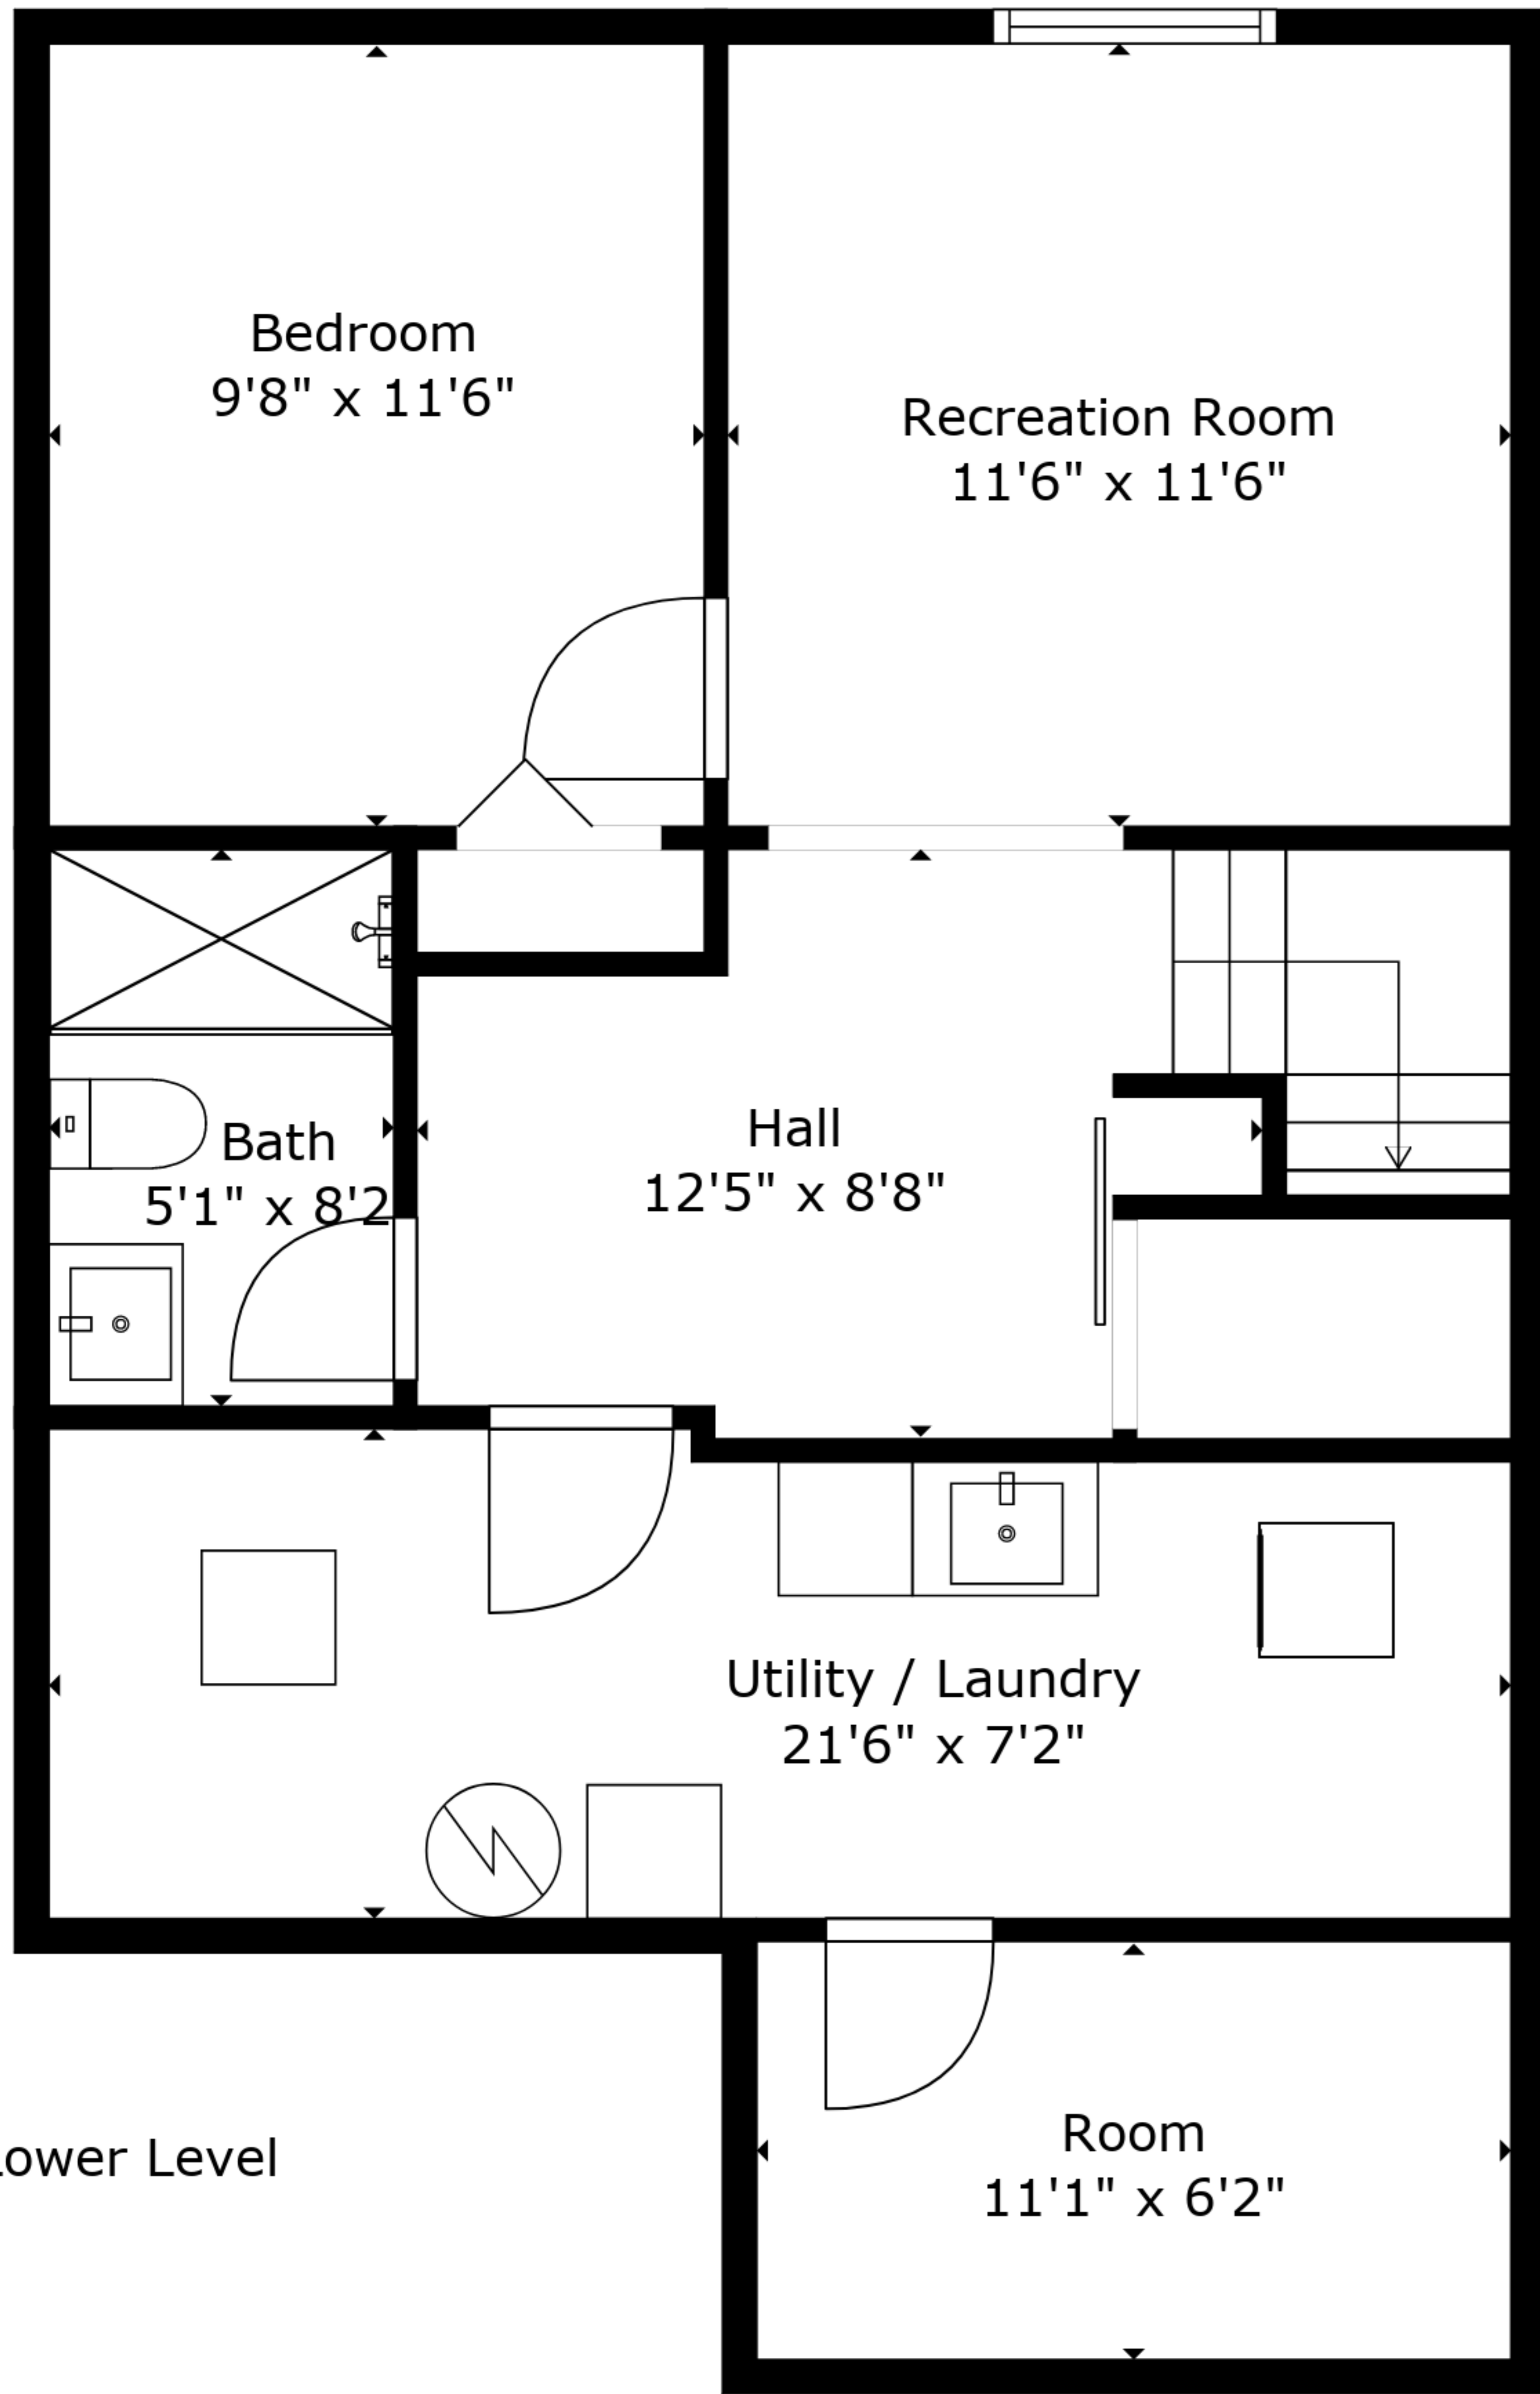 Bedroom
9'8" x 11'6"
Recreation Room
11'6" x 11'6"
Bath
5'1" x 8'2
Hall
12'5" x 8'8"
Utility / Laundry
21'6" x 7'2"
Room
11'1" x 6'2"
ower Level